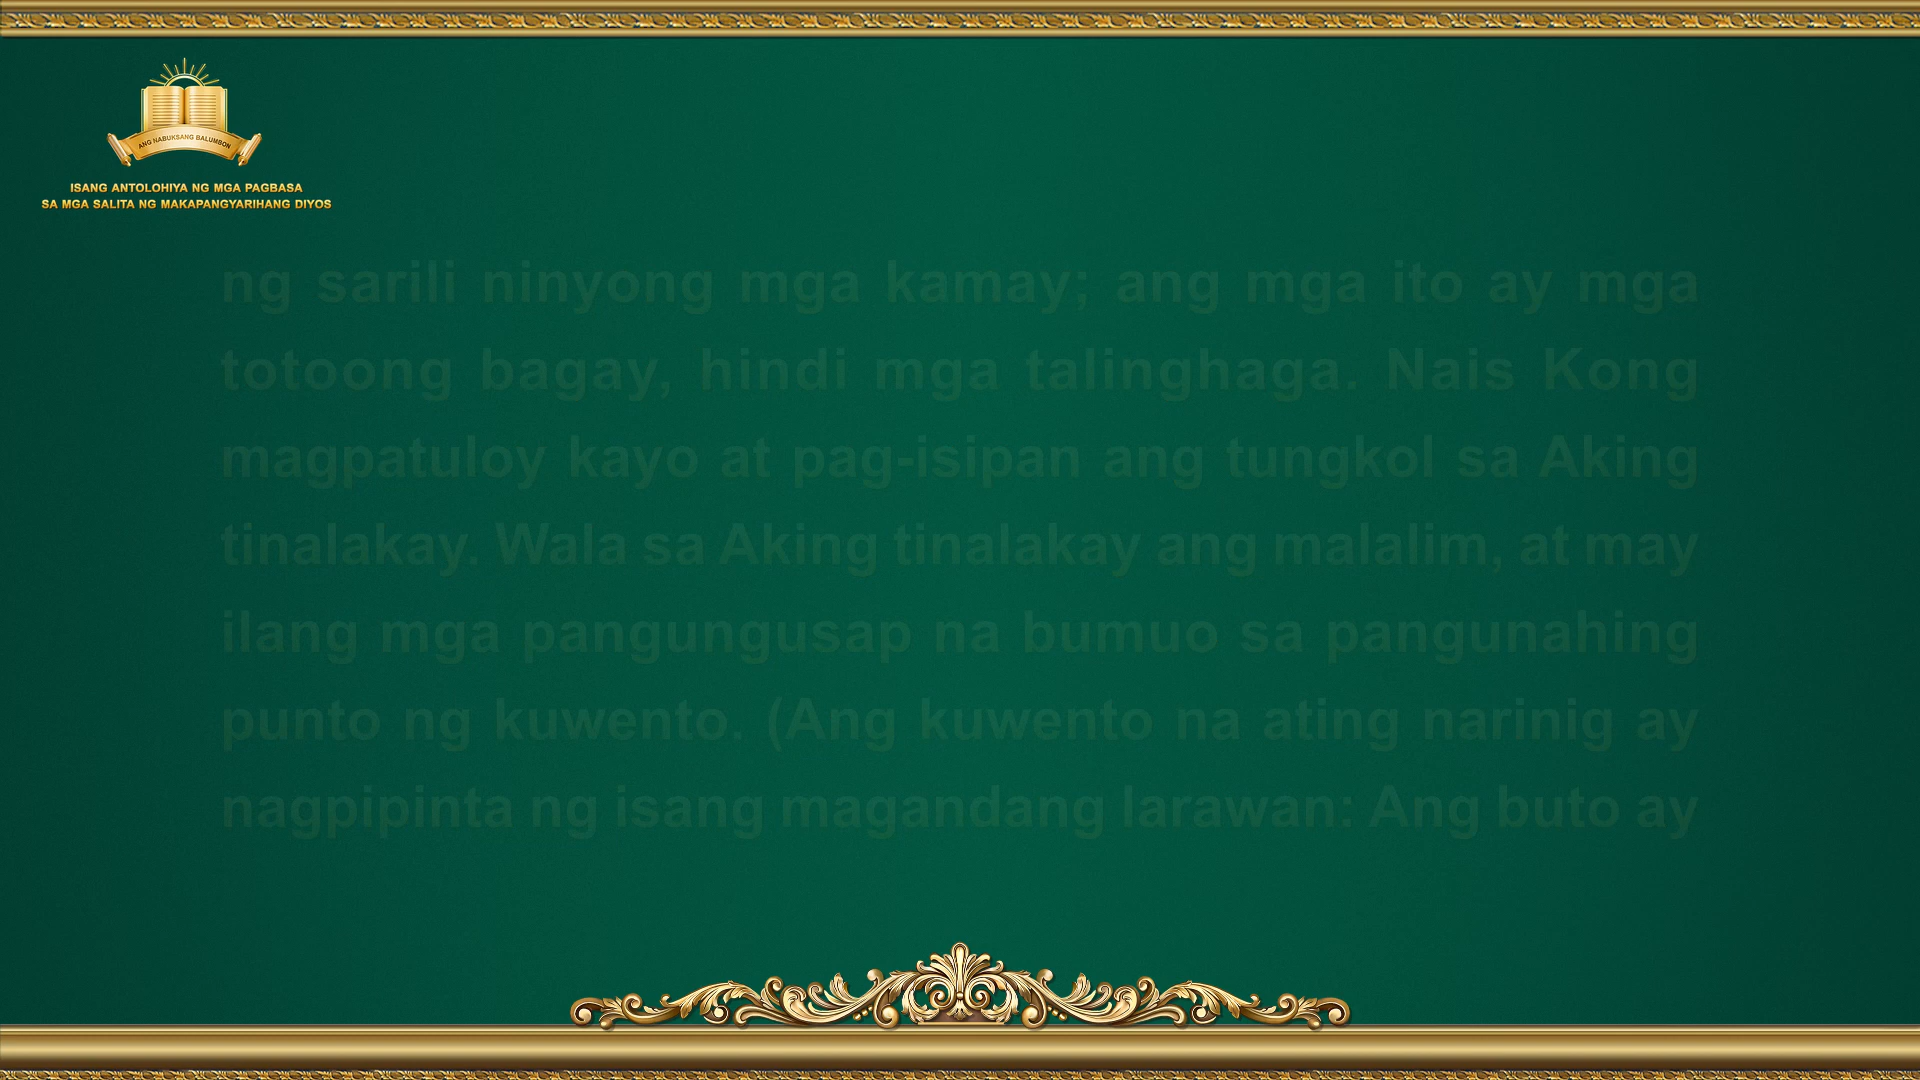 ANG NABUKSANG BALUMBON
ISANG ANTOLOHIYA NG MGA PAGBASA
SA MGA SALITA NG MAKAPANGYARIHANG DIYOS
ng sarili ninyong mga kamay; ang mga ito ay mga
totoong bagay, hindi mga talinghaga. Nais Kong
magpatuloy kayo at pag-isipan ang tungkol sa Aking
tinalakay. Wala sa Aking tinalakay ang malalim, at may
ilang mga pangungusap na bumuo sa pangunahing
punto ng kuwento. (Ang kuwento na ating narinig ay
nagpipinta ng isang magandang larawan: Ang buto ay